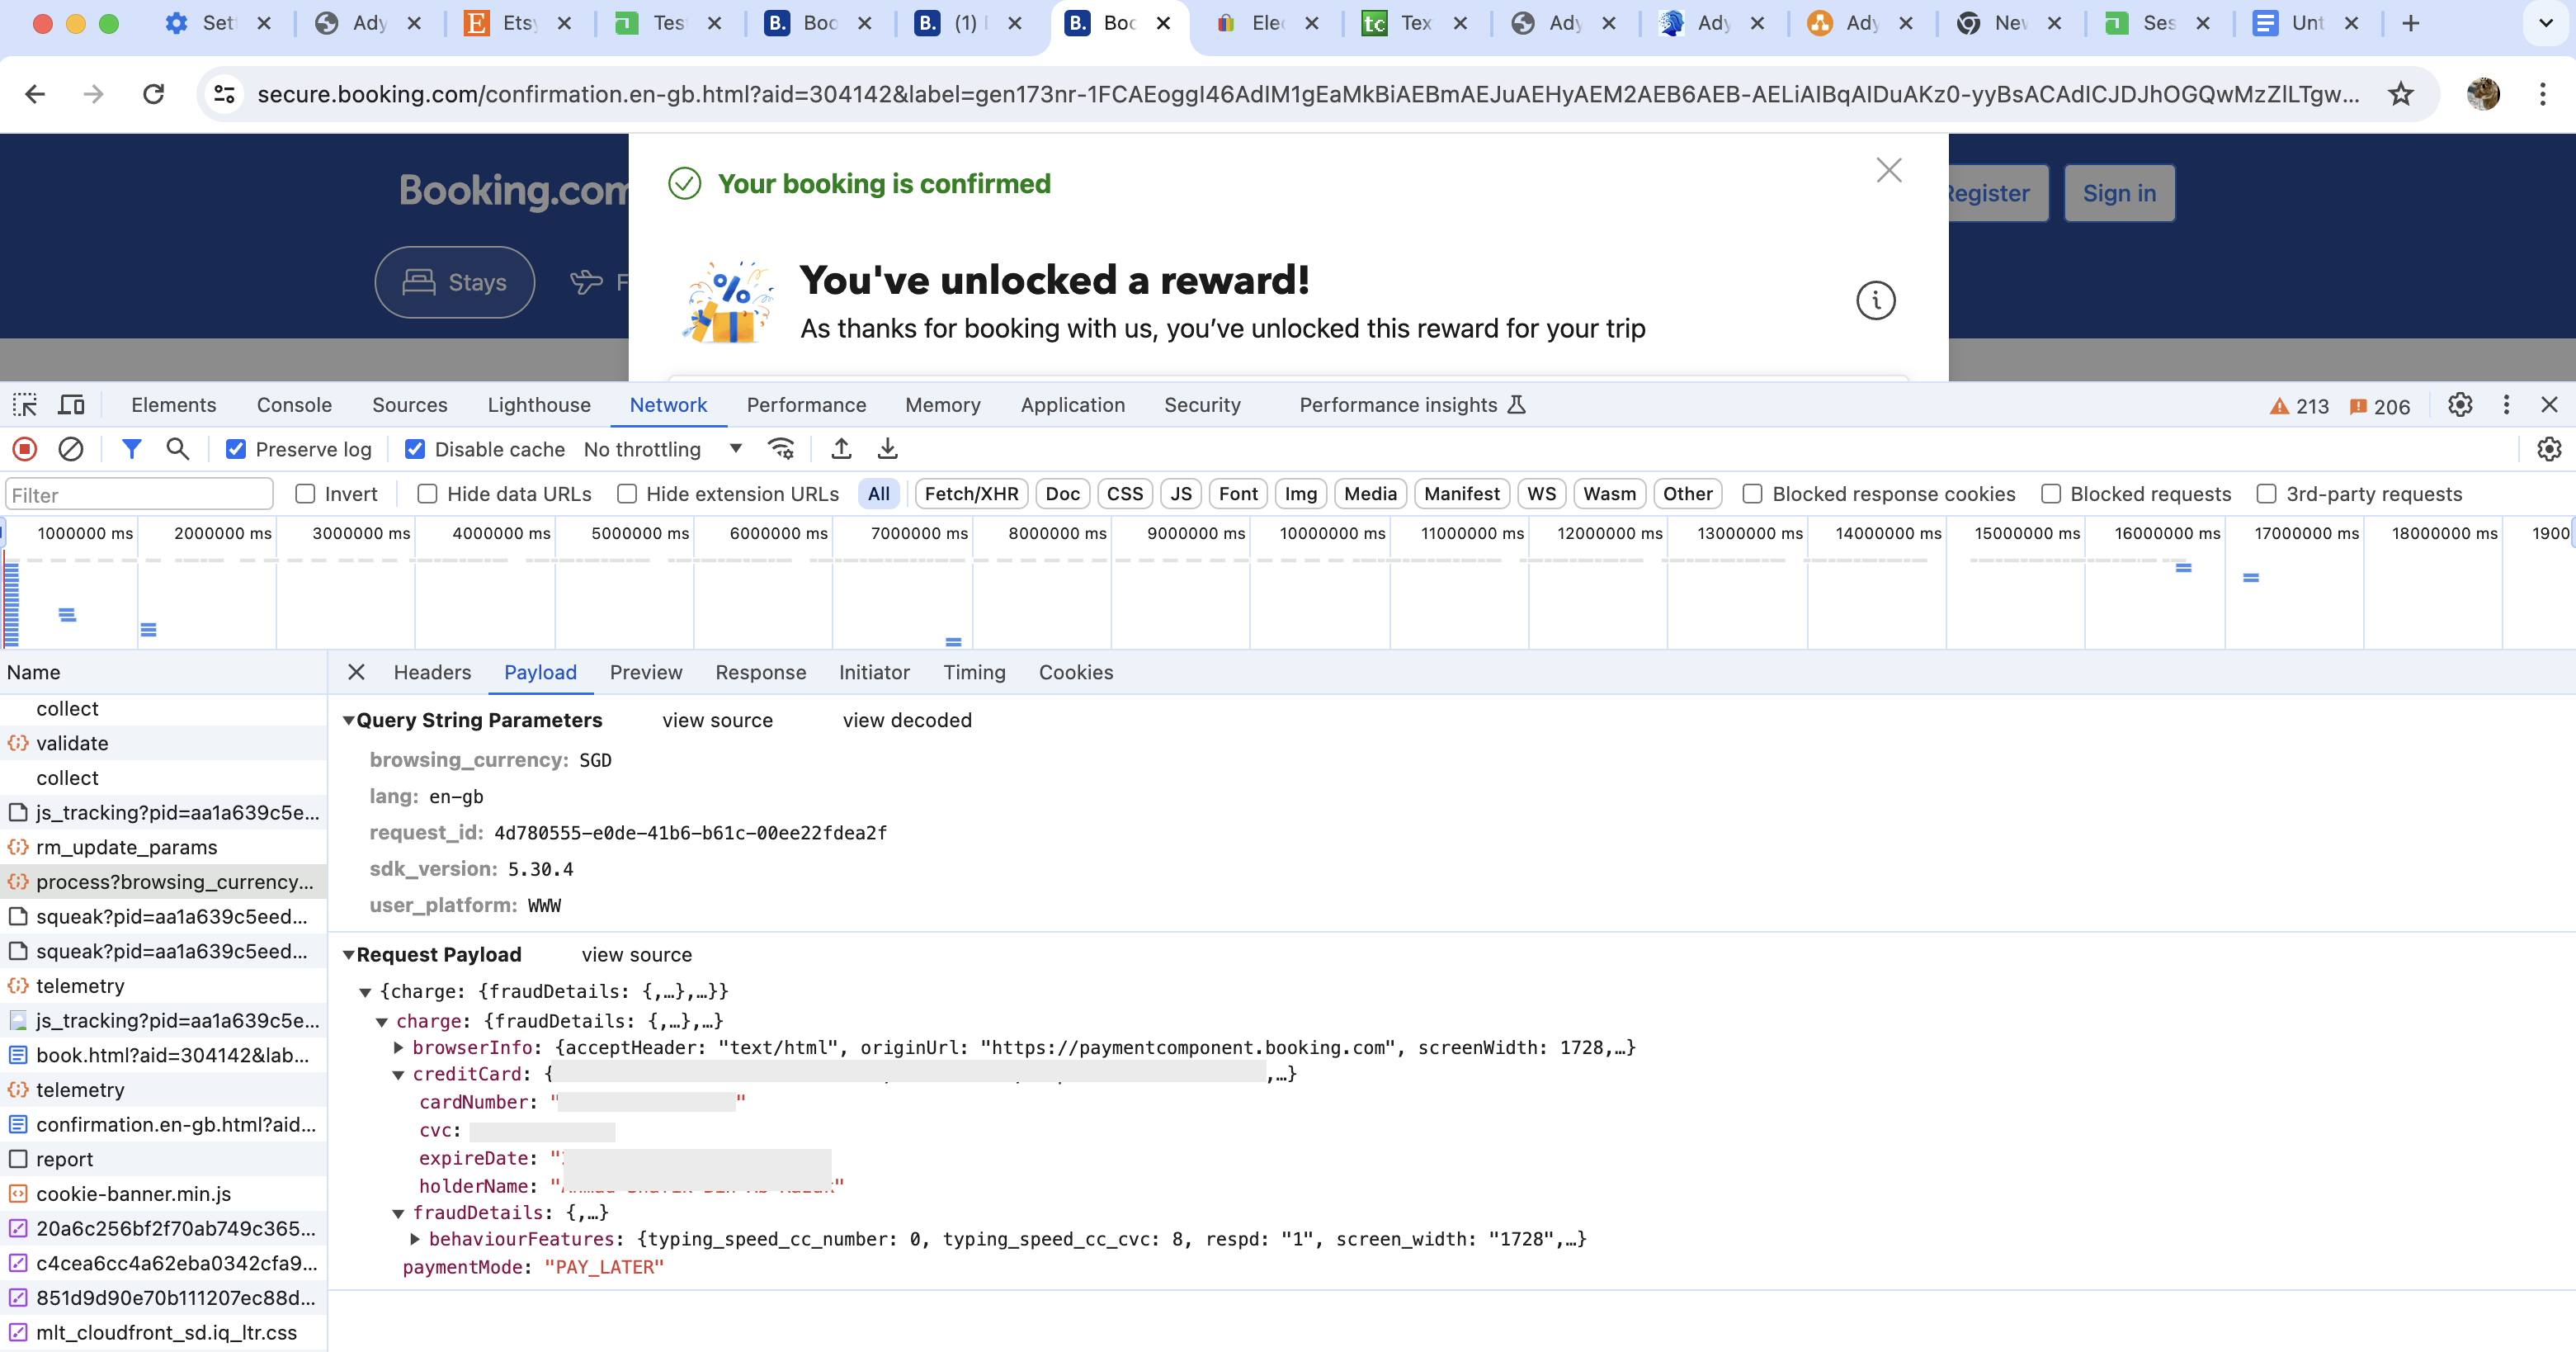 Set
Ady
Etsy
Tes
Boo
(1)
Boo
Ele
Tex
Ady
Ady
Ady
New
Ses
Unt
secure.booking.com/confirmation.en-gb.html?aid=304142&label=gen173nr-1FCAEoggI46AdIM1gEaMkBiAEBmAEJuAEHyAEM2AEB6AEB-AELiAIBqAIDuAKz0-yyBsACAdICJDJhOGQwMzZlLTgw...
Booking.com
Your booking is confirmed
Register
Sign in
You've unlocked a reward!
As thanks for booking with us, you’ve unlocked this reward for your trip
Stays
F
Elements Console Sources Lighthouse Network Performance Memory Application Security Performance insights 213 206
Preserve log Disable cache No throttling
Filter Invert Hide data URLs Hide extension URLs All Fetch/XHR Doc CSS JS Font Img Media Manifest WS Wasm Other Blocked response cookies Blocked requests 3rd-party requests
1000000 ms 2000000 ms 3000000 ms 4000000 ms 5000000 ms 6000000 ms 7000000 ms 8000000 ms 9000000 ms 10000000 ms 11000000 ms 12000000 ms 13000000 ms 14000000 ms 15000000 ms 16000000 ms 17000000 ms 18000000 ms 1900
Name
collect
validate
collect
js_tracking?pid=aa1a639c5e...
rm_update_params
process?browsing_currency...
squeak?pid=aa1a639c5eed...
squeak?pid=aa1a639c5eed...
telemetry
js_tracking?pid=aa1a639c5e...
book.html?aid=304142&lab...
telemetry
confirmation.en-gb.html?aid...
report
cookie-banner.min.js
20a6c256bf2f70ab749c365...
c4cea6cc4a62eba0342cfa9...
851d9d90e70b111207ec88d...
mlt_cloudfront_sd.iq_ltr.css
Headers Payload Preview Response Initiator Timing Cookies
Query String Parameters view source view decoded
browsing_currency: SGD
lang: en-gb
request_id: 4d780555-e0de-41b6-b61c-00ee22fdea2f
sdk_version: 5.30.4
user_platform: WWW
Request Payload view source
{charge: {fraudDetails: {,…},…}}
charge: {fraudDetails: {,…},…}
browserInfo: {acceptHeader: "text/html", originUrl: "https://paymentcomponent.booking.com", screenWidth: 1728,…}
creditCard: { ,…}
cardNumber: " "
cvc:
expireDate: "
holderName: " "
fraudDetails: {,…}
behaviourFeatures: {typing_speed_cc_number: 0, typing_speed_cc_cvc: 8, respd: "1", screen_width: "1728",…}
paymentMode: "PAY_LATER"